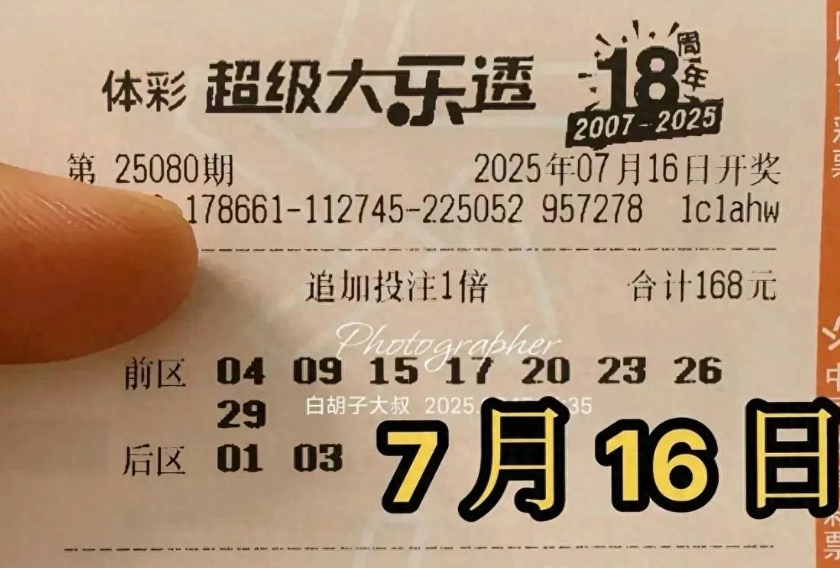 体彩 超级大乐透 18周年
2007-2025
第 25080期 2025年07月16日开奖
178661-112745-225052 957278 1c1ahw
追加投注1倍 合计168元
Photographer
前区 04 09 15 17 20 23 26
29
白胡子大叔 2025.
后区 01 03
7月16日